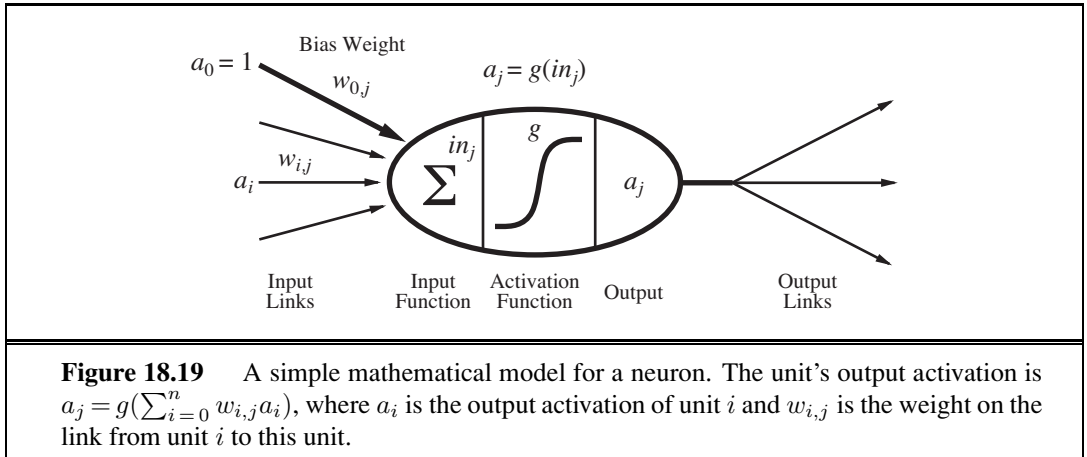 Bias Weight
a₀ = 1
w₀,ⱼ
aⱼ = g(inⱼ)
inⱼ
g
wᵢ,ⱼ
aᵢ
Σ
aⱼ
Input Links
Input Function
Activation Function
Output
Output Links
Figure 18.19 A simple mathematical model for a neuron. The unit's output activation is
aⱼ = g(∑ⁿᵢ₌₀ wᵢ,ⱼaᵢ), where aᵢ is the output activation of unit i and wᵢ,ⱼ is the weight on the
link from unit i to this unit.